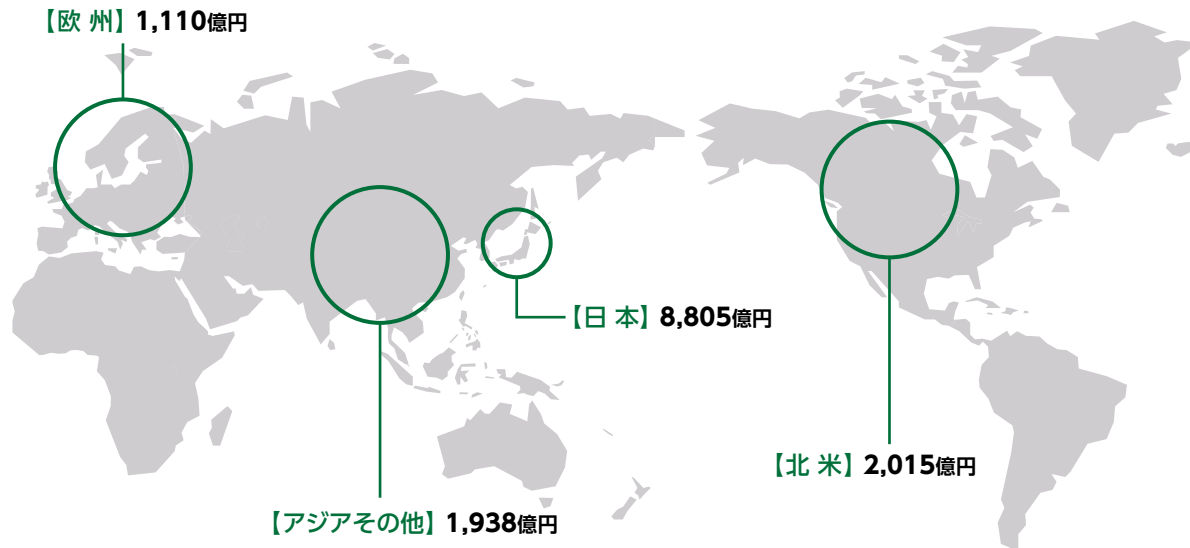 【欧 州】 1,110億円
【日 本】 8,805億円
【北 米】 2,015億円
【アジアその他】 1,938億円